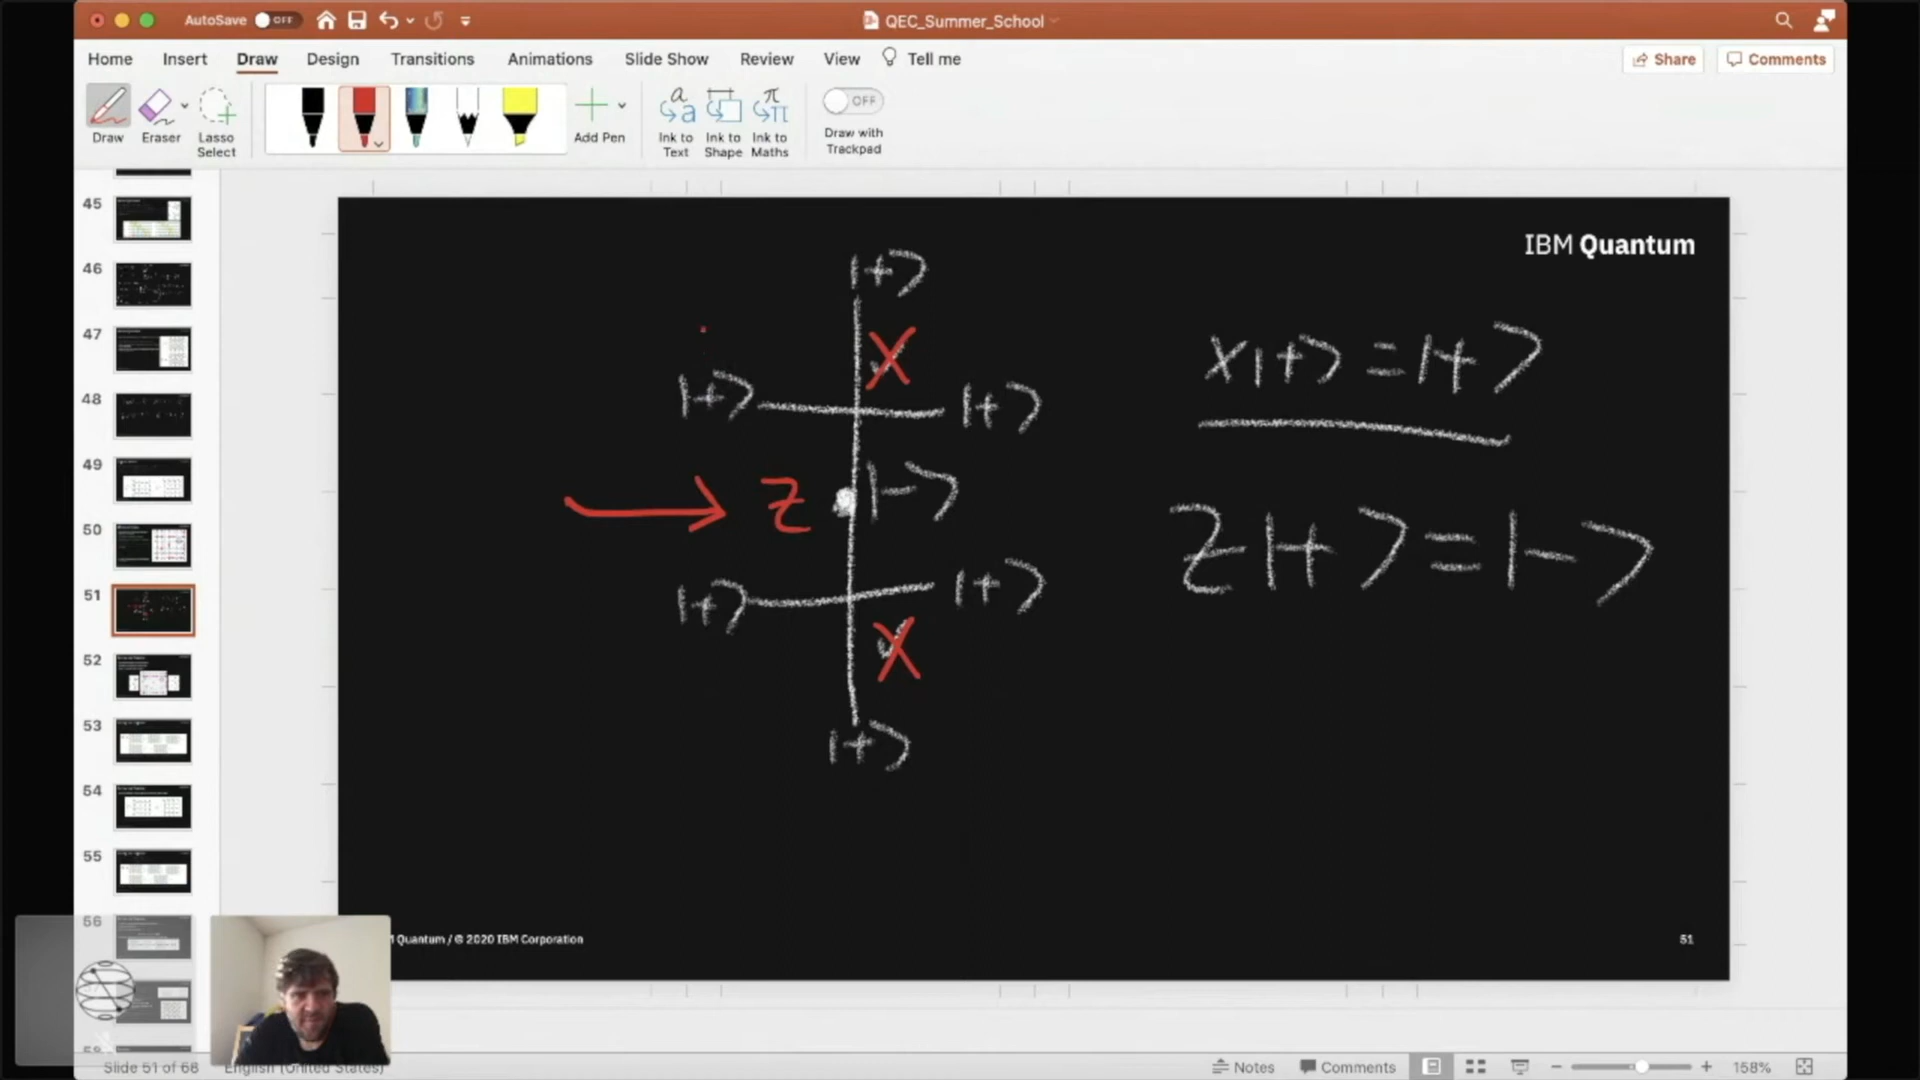 AutoSave OFF
QEC_Summer_School
Home Insert Draw Design Transitions Animations Slide Show Review View Tell me
Share Comments
Draw
Eraser
Lasso Select
Add Pen
Ink to Text
Ink to Shape
Ink to Maths
OFF
Draw with Trackpad
45
46
47
48
49
50
51
52
53
54
55
56
IBM Quantum
|+>
X
|+> |+>
Z |->
|+> |+>
X
|+>
X|+> = |+>
Z|+> = |->
Quantum / © 2020 IBM Corporation
51
Slide 51 of 68 English (United States)
Notes Comments 158%